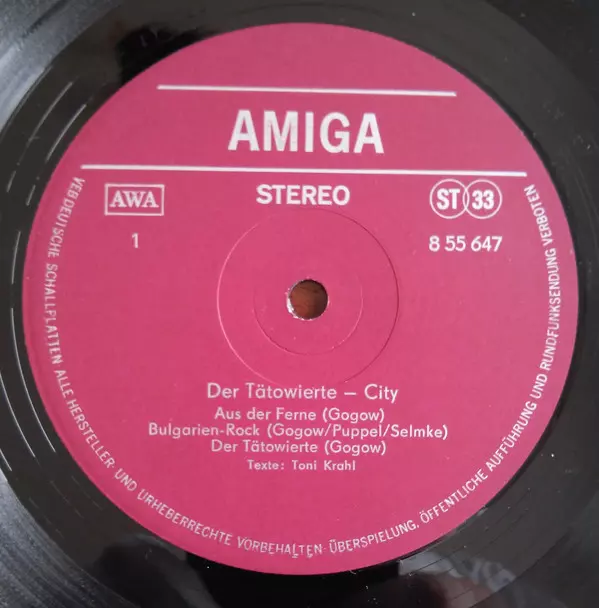 AMIGA
AWA
STEREO
ST 33
1
8 55 647
Der Tätowierte – City
Aus der Ferne (Gogow)
Bulgarien-Rock (Gogow/Puppel/Selmke)
Der Tätowierte (Gogow)
Texte: Toni Krahl
VEB DEUTSCHE SCHALLPLATTEN ALLE HERSTELLER- UND URHEBERRECHTE VORBEHALTEN · ÜBERSPIELUNG, ÖFFENTLICHE AUFFÜHRUNG UND RUNDFUNKSENDUNG VERBOTEN